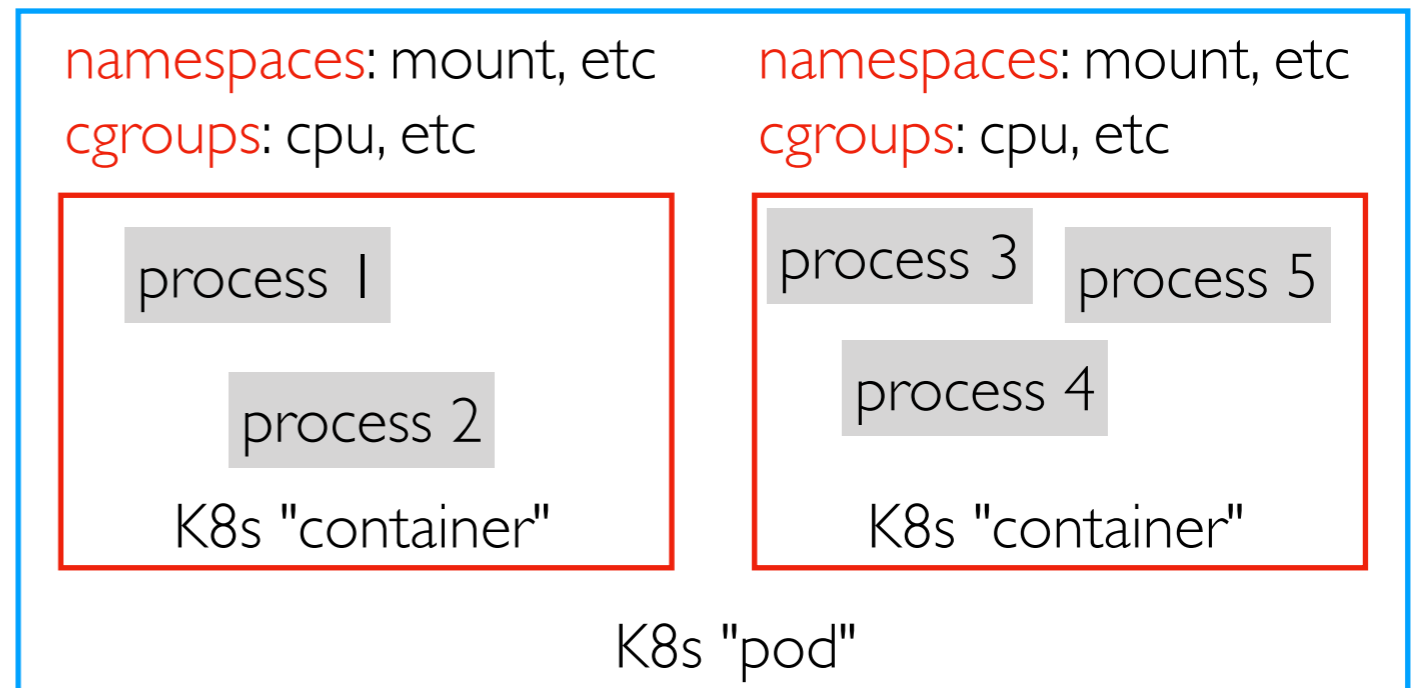 namespaces: mount, etc
cgroups: cpu, etc
process 1
process 2
K8s "container"
namespaces: mount, etc
cgroups: cpu, etc
process 3
process 5
process 4
K8s "container"
K8s "pod"